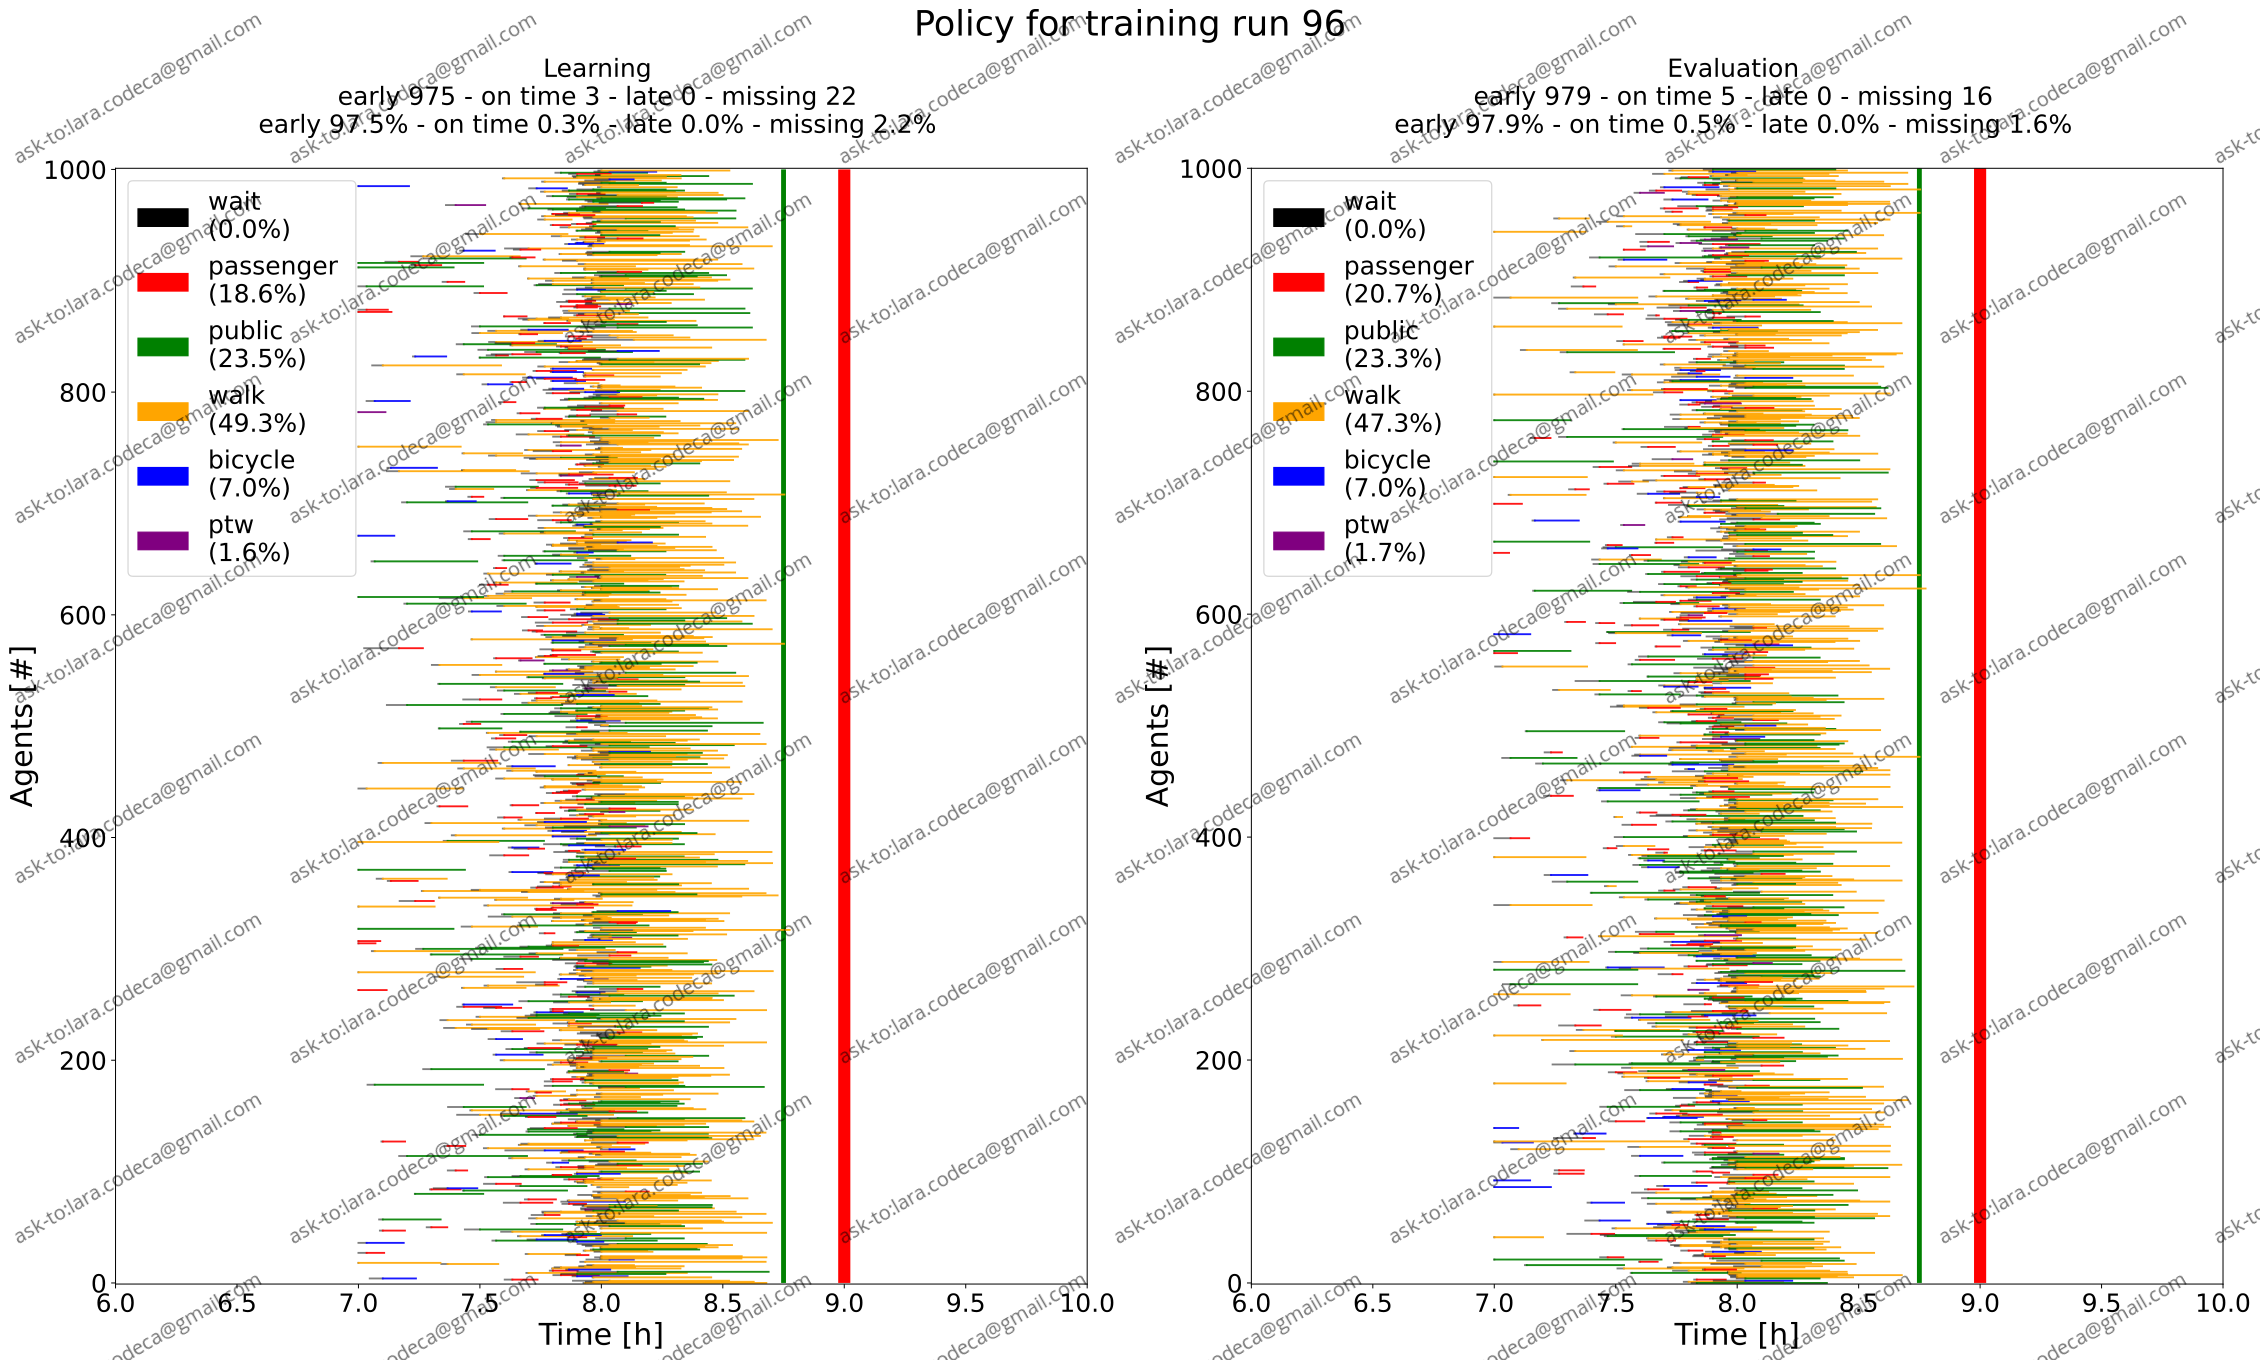 Policy for training run 96
Learning
early 975 - on time 3 - late 0 - missing 22
early 97.5% - on time 0.3% - late 0.0% - missing 2.2%
1000
800
600
400
200
0
Agents [#]
wait
(0.0%)
passenger
(18.6%)
public
(23.5%)
walk
(49.3%)
bicycle
(7.0%)
ptw
(1.6%)
6.0 6.5 7.0 7.5 8.0 8.5 9.0 9.5 10.0
Time [h]
Evaluation
early 979 - on time 5 - late 0 - missing 16
early 97.9% - on time 0.5% - late 0.0% - missing 1.6%
1000
800
600
400
200
0
Agents [#]
wait
(0.0%)
passenger
(20.7%)
public
(23.3%)
walk
(47.3%)
bicycle
(7.0%)
ptw
(1.7%)
6.0 6.5 7.0 7.5 8.0 8.5 9.0 9.5 10.0
Time [h]
ask-to:lara.codeca@gmail.com